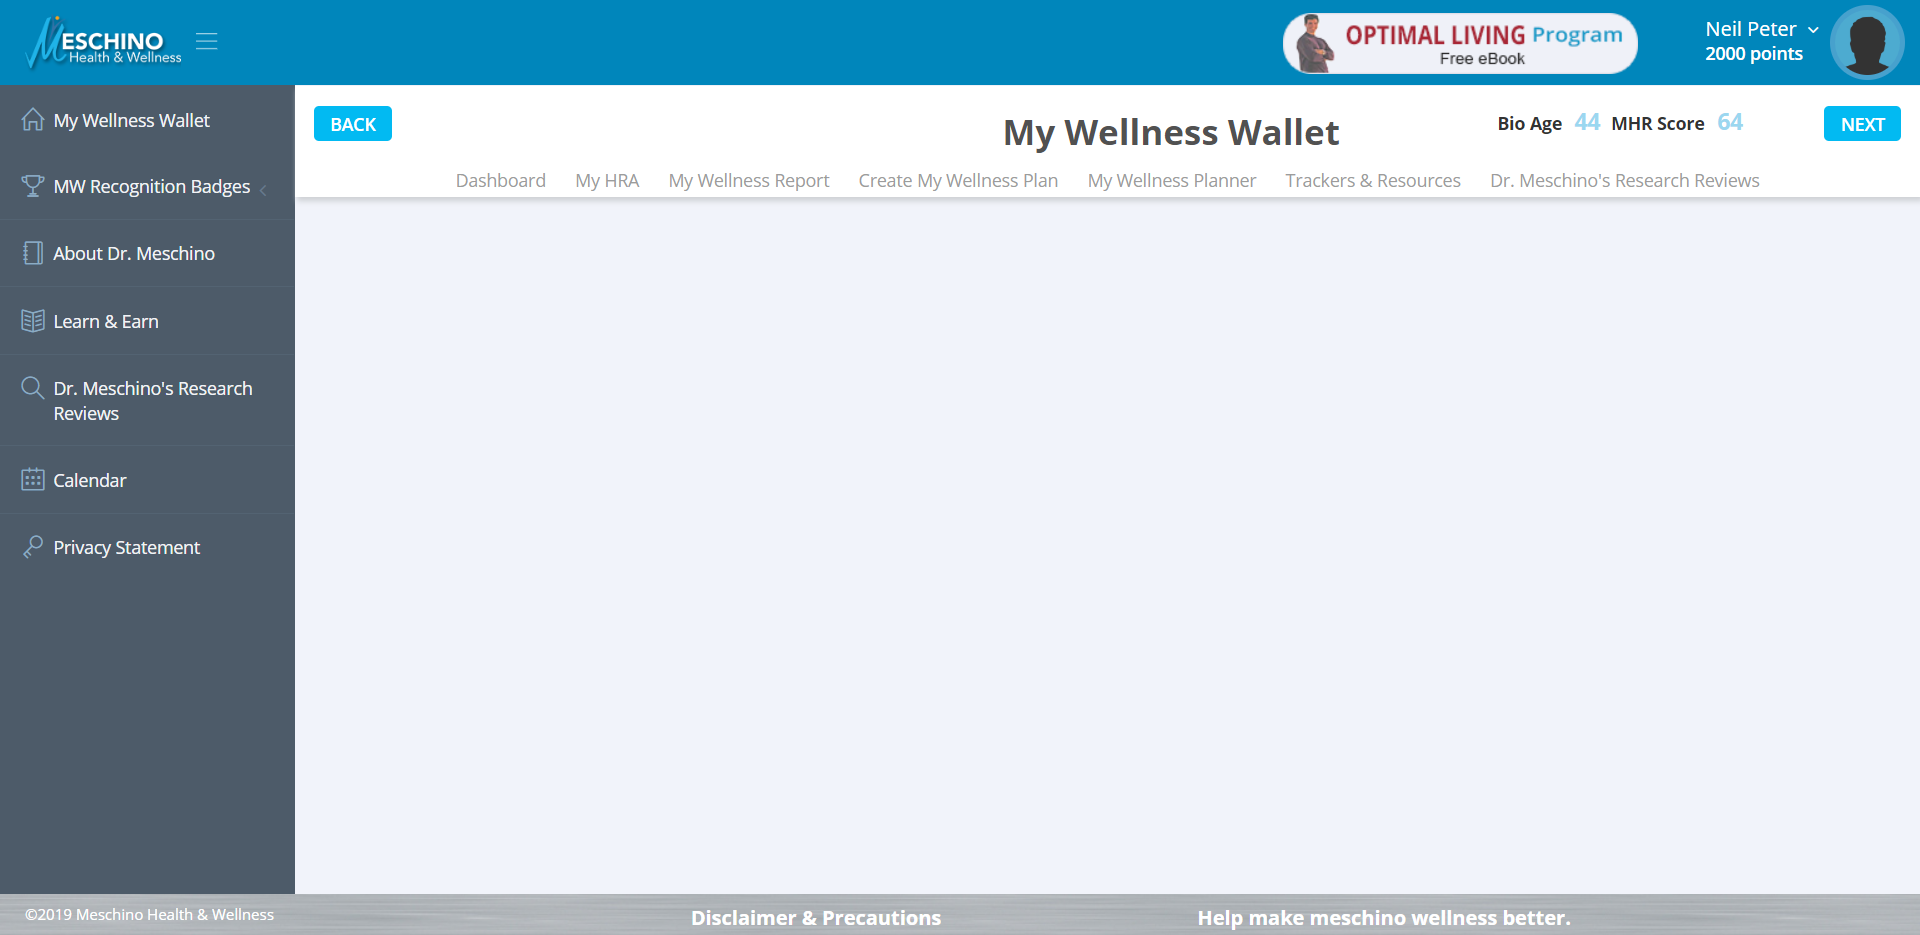 MESCHINO
Health & Wellness
OPTIMAL LIVING Program
Free eBook
Neil Peter
2000 points
My Wellness Wallet
MW Recognition Badges
About Dr. Meschino
Learn & Earn
Dr. Meschino's Research
Reviews
Calendar
Privacy Statement
BACK
My Wellness Wallet
Bio Age 44 MHR Score 64
NEXT
Dashboard My HRA My Wellness Report Create My Wellness Plan My Wellness Planner Trackers & Resources Dr. Meschino's Research Reviews
©2019 Meschino Health & Wellness
Disclaimer & Precautions
Help make meschino wellness better.